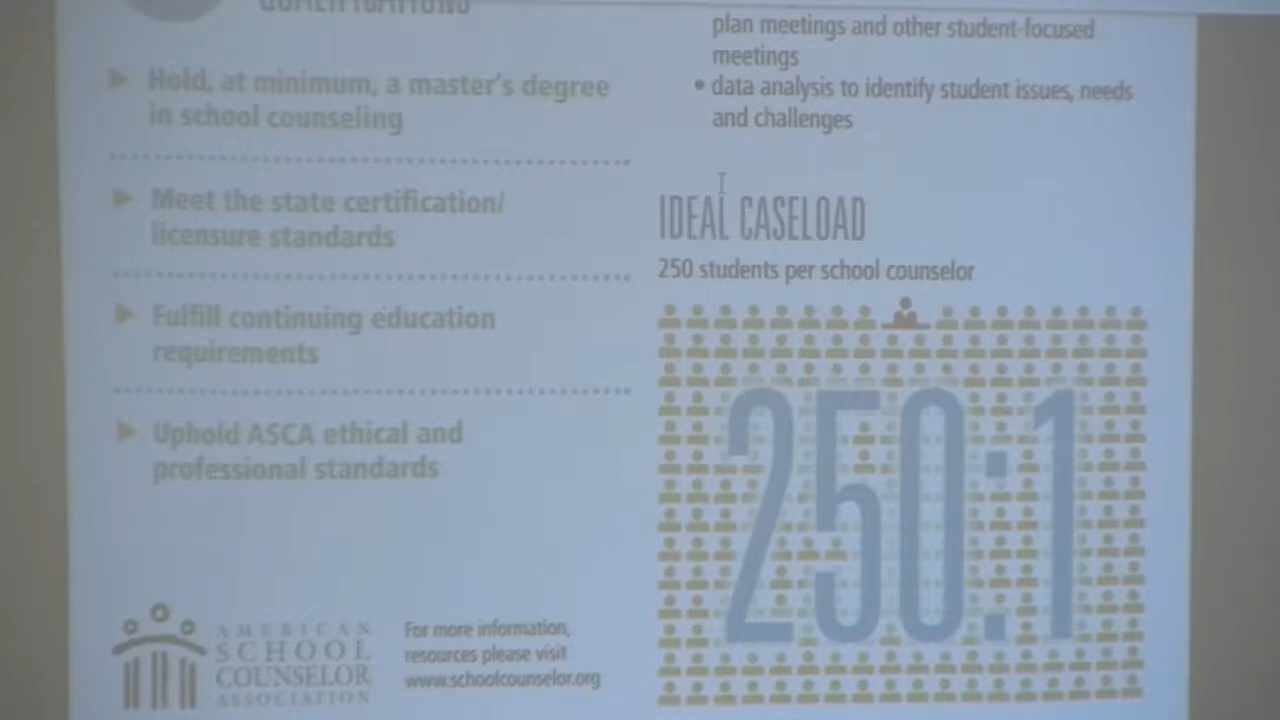 QUALIFICATIONS
Hold, at minimum, a master's degree
in school counseling
Meet the state certification/
licensure standards
Fulfill continuing education
requirements
Uphold ASCA ethical and
professional standards
AMERICAN
SCHOOL
COUNSELOR
ASSOCIATION
For more information,
resources please visit
www.schoolcounselor.org
plan meetings and other student-focused
meetings
• data analysis to identify student issues, needs
and challenges
IDEAL CASELOAD
250 students per school counselor
250:1